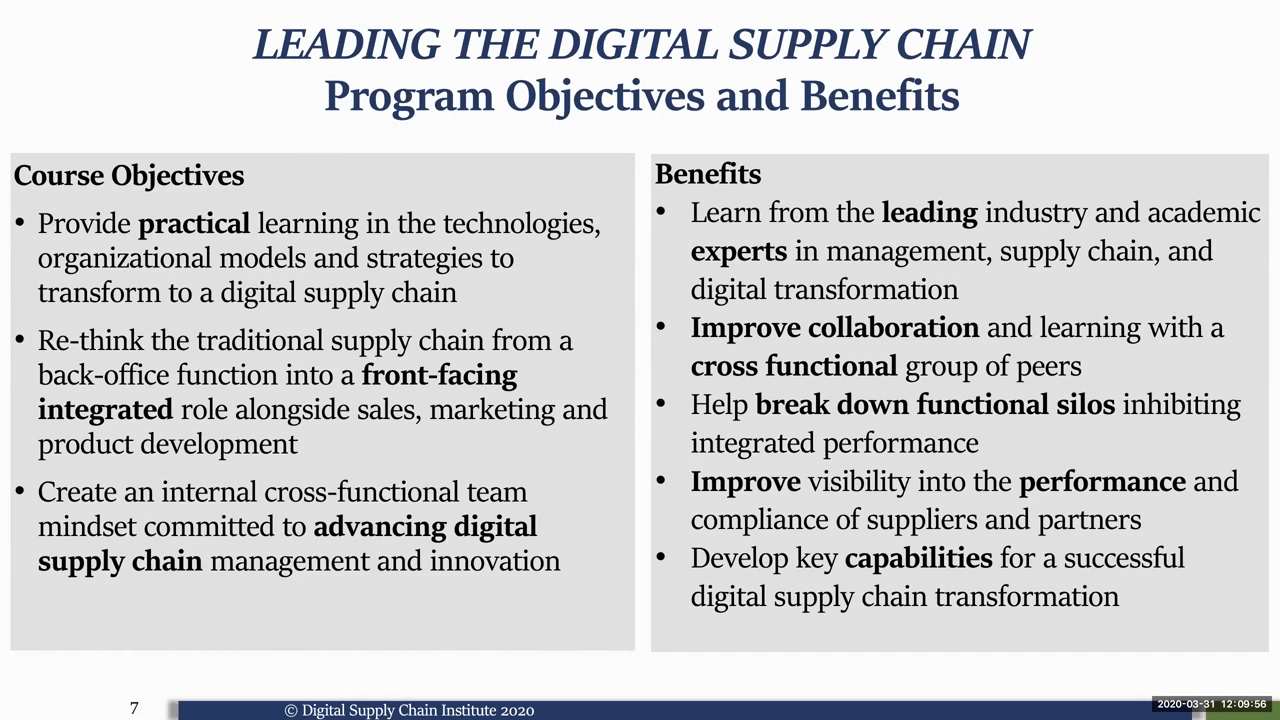 LEADING THE DIGITAL SUPPLY CHAIN
Program Objectives and Benefits
Course Objectives
• Provide practical learning in the technologies,
organizational models and strategies to
transform to a digital supply chain
• Re-think the traditional supply chain from a
back-office function into a front-facing
integrated role alongside sales, marketing and
product development
• Create an internal cross-functional team
mindset committed to advancing digital
supply chain management and innovation
Benefits
• Learn from the leading industry and academic
experts in management, supply chain, and
digital transformation
• Improve collaboration and learning with a
cross functional group of peers
• Help break down functional silos inhibiting
integrated performance
• Improve visibility into the performance and
compliance of suppliers and partners
• Develop key capabilities for a successful
digital supply chain transformation
7
© Digital Supply Chain Institute 2020
2020-03-31 12:09:56